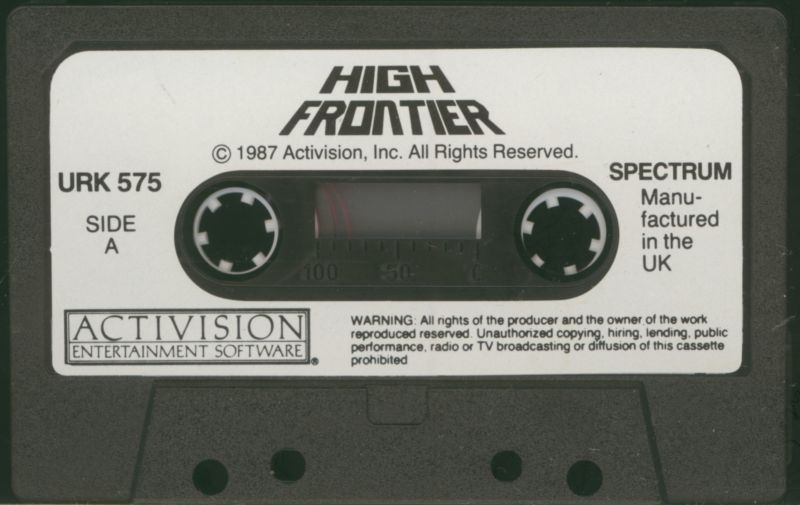 HIGH
FRONTIER
© 1987 Activision, Inc. All Rights Reserved.
URK 575
SIDE
A
SPECTRUM
Manu-
factured
in the
UK
100 50 0
ACTIVISION
ENTERTAINMENT SOFTWARE®
WARNING: All rights of the producer and the owner of the work
reproduced reserved. Unauthorized copying, hiring, lending, public
performance, radio or TV broadcasting or diffusion of this cassette
prohibited